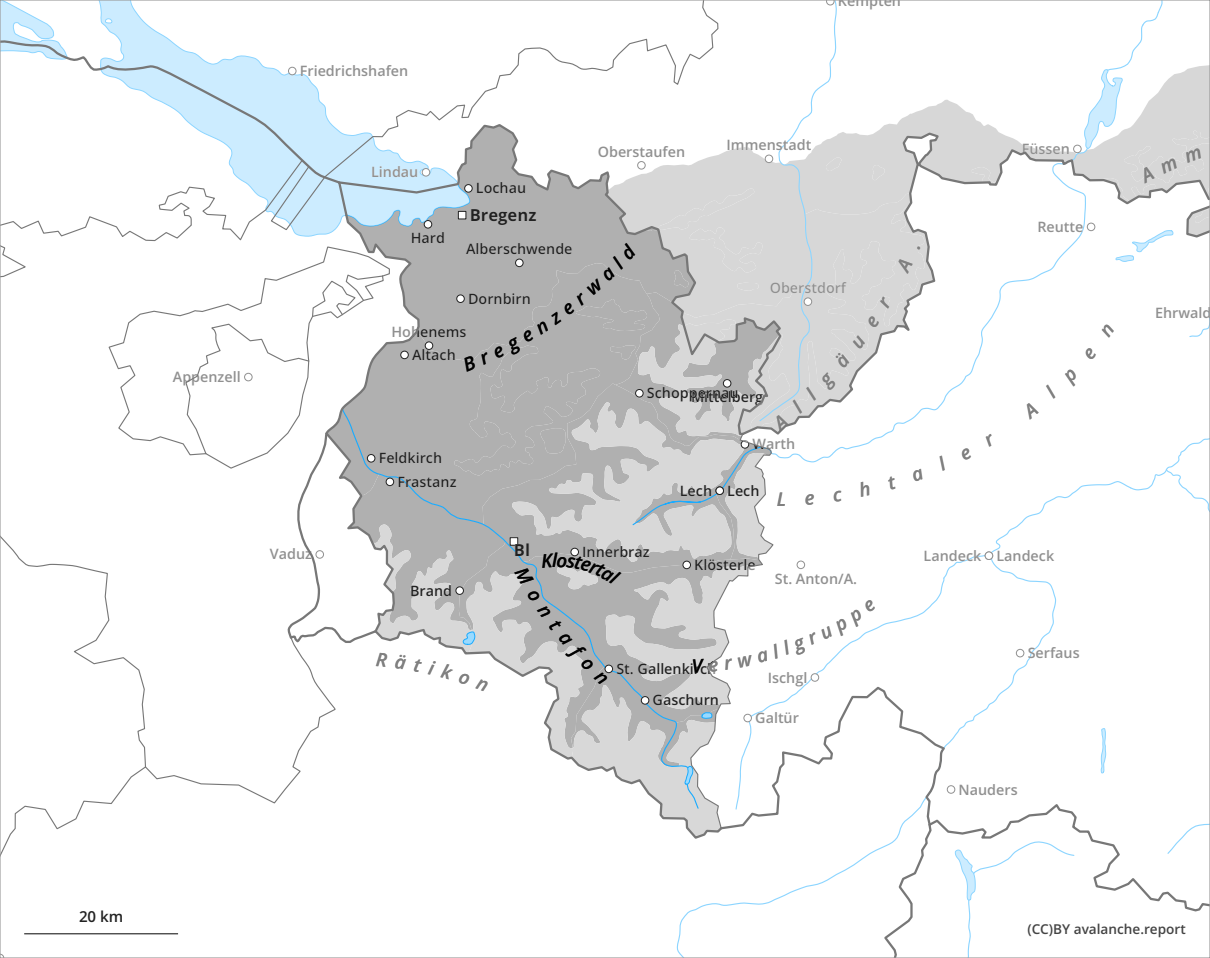 Kempten
Friedrichshafen
Immenstadt
Füssen
Oberstaufen
Amm
Lindau
Lochau
Bregenz
Reutte
Hard
Alberschwende
Allgäuer A.
Oberstdorf
Dornbirn
Bregenzerwald
Ehrwald
Hohenems
Altach
Appenzell
Schoppernau
Mittelberg
Lechtaler Alpen
Warth
Feldkirch
Frastanz
Lech
Lech
Bl
Innerbraz
Klostertal
Klösterle
Vaduz
Landeck
Landeck
St. Anton/A.
Brand
Montafon
Verwallgruppe
Rätikon
St. Gallenkirch
Serfaus
Ischgl
Gaschurn
Galtür
Nauders
20 km
(CC)BY avalanche.report